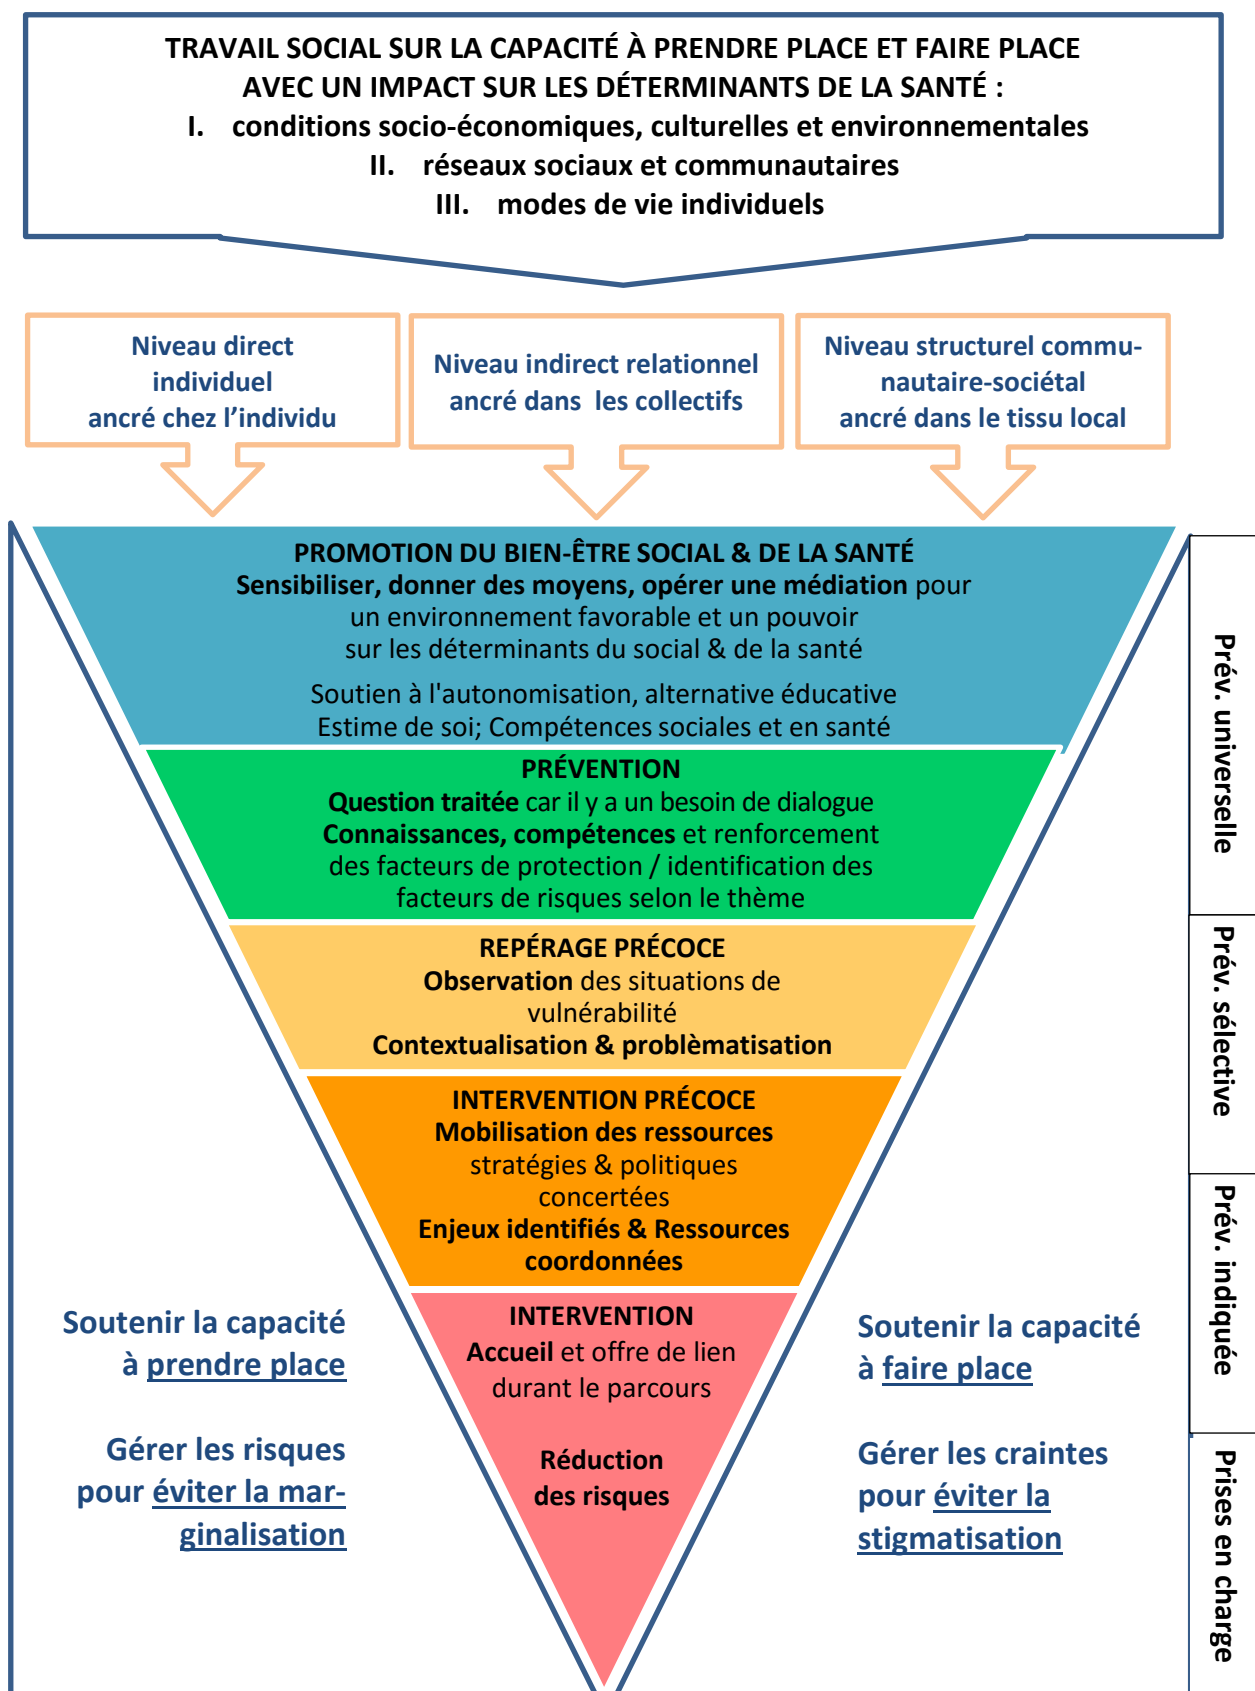 TRAVAIL SOCIAL SUR LA CAPACITÉ À PRENDRE PLACE ET FAIRE PLACE
AVEC UN IMPACT SUR LES DÉTERMINANTS DE LA SANTÉ :
I. conditions socio-économiques, culturelles et environnementales
II. réseaux sociaux et communautaires
III. modes de vie individuels
Niveau direct
individuel
ancré chez l'individu
Niveau indirect relationnel
ancré dans les collectifs
Niveau structurel commu-
nautaire-sociétal
ancré dans le tissu local
PROMOTION DU BIEN-ÊTRE SOCIAL & DE LA SANTÉ
Sensibiliser, donner des moyens, opérer une médiation pour
un environnement favorable et un pouvoir
sur les déterminants du social & de la santé
Soutien à l'autonomisation, alternative éducative
Estime de soi; Compétences sociales et en santé
PRÉVENTION
Question traitée car il y a un besoin de dialogue
Connaissances, compétences et renforcement
des facteurs de protection / identification des
facteurs de risques selon le thème
REPÉRAGE PRÉCOCE
Observation des situations de
vulnérabilité
Contextualisation & problèmatisation
INTERVENTION PRÉCOCE
Mobilisation des ressources
stratégies & politiques
concertées
Enjeux identifiés & Ressources
coordonnées
INTERVENTION
Accueil et offre de lien
durant le parcours
Réduction
des risques
Soutenir la capacité
à prendre place
Gérer les risques
pour éviter la mar-
ginalisation
Soutenir la capacité
à faire place
Gérer les craintes
pour éviter la
stigmatisation
Prév. universelle
Prév. sélective
Prév. indiquée
Prises en charge